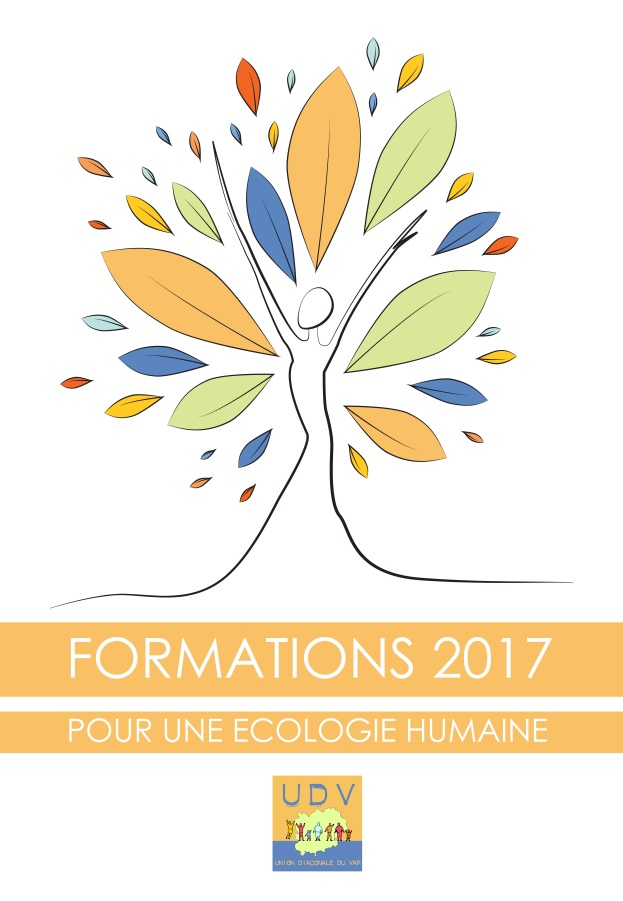 FORMATIONS 2017
POUR UNE ECOLOGIE HUMAINE
UDV
UNION DIACONALE DU VAR